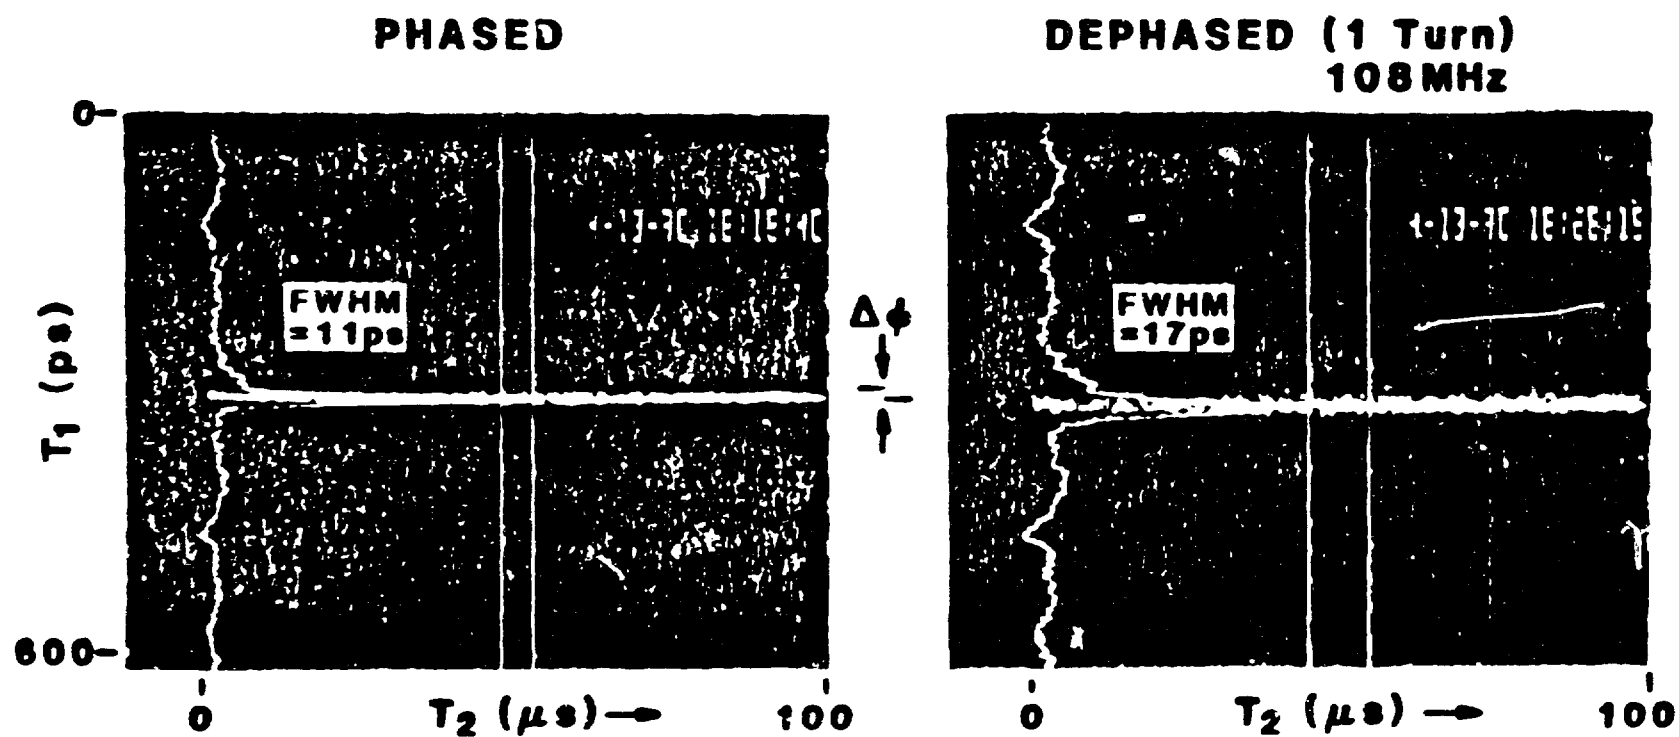 PHASED
DEPHASED (1 Turn)
108MHz
0
600
T1 (ps)
FWHM
=11ps
0
T2 (μs)
100
Δϕ
FWHM
=17ps
0
T2 (μs)
100